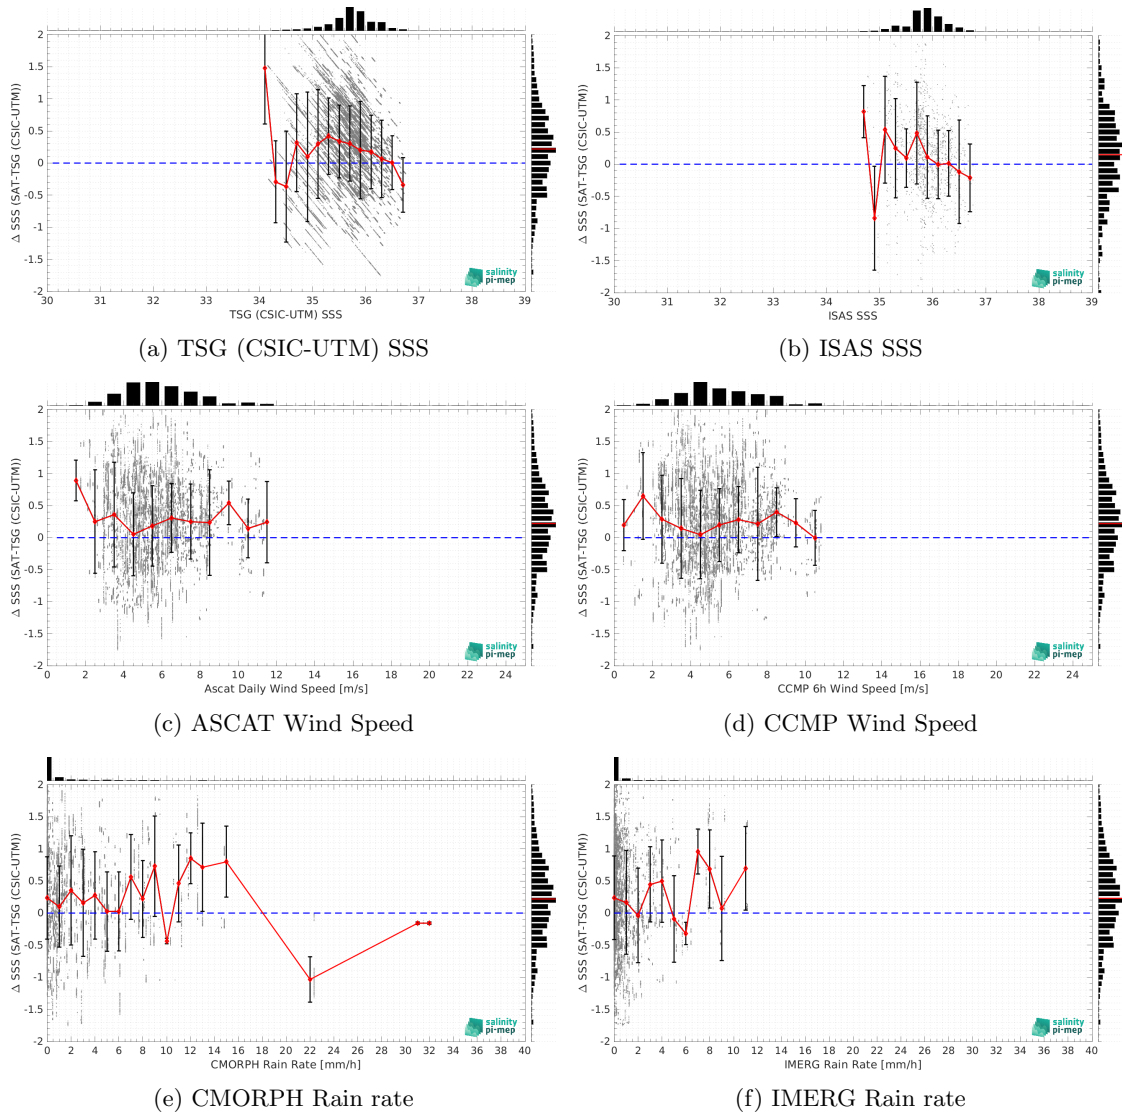 2
1.5
1
0.5
0
-0.5
-1
-1.5
-2
Δ SSS (SAT-TSG (CSIC-UTM))
30 31 32 33 34 35 36 37 38 39
TSG (CSIC-UTM) SSS
salinity
pi-mep
(a) TSG (CSIC-UTM) SSS
2
1.5
1
0.5
0
-0.5
-1
-1.5
-2
Δ SSS (SAT-TSG (CSIC-UTM))
30 31 32 33 34 35 36 37 38 39
ISAS SSS
salinity
pi-mep
(b) ISAS SSS
2
1.5
1
0.5
0
-0.5
-1
-1.5
-2
Δ SSS (SAT-TSG (CSIC-UTM))
0 2 4 6 8 10 12 14 16 18 20 22 24
Ascat Daily Wind Speed [m/s]
salinity
pi-mep
(c) ASCAT Wind Speed
2
1.5
1
0.5
0
-0.5
-1
-1.5
-2
Δ SSS (SAT-TSG (CSIC-UTM))
0 2 4 6 8 10 12 14 16 18 20 22 24
CCMP 6h Wind Speed [m/s]
salinity
pi-mep
(d) CCMP Wind Speed
2
1.5
1
0.5
0
-0.5
-1
-1.5
-2
Δ SSS (SAT-TSG (CSIC-UTM))
0 2 4 6 8 10 12 14 16 18 20 22 24 26 28 30 32 34 36 38 40
CMORPH Rain Rate [mm/h]
salinity
pi-mep
(e) CMORPH Rain rate
2
1.5
1
0.5
0
-0.5
-1
-1.5
-2
Δ SSS (SAT-TSG (CSIC-UTM))
0 2 4 6 8 10 12 14 16 18 20 22 24 26 28 30 32 34 36 38 40
IMERG Rain Rate [mm/h]
salinity
pi-mep
(f) IMERG Rain rate